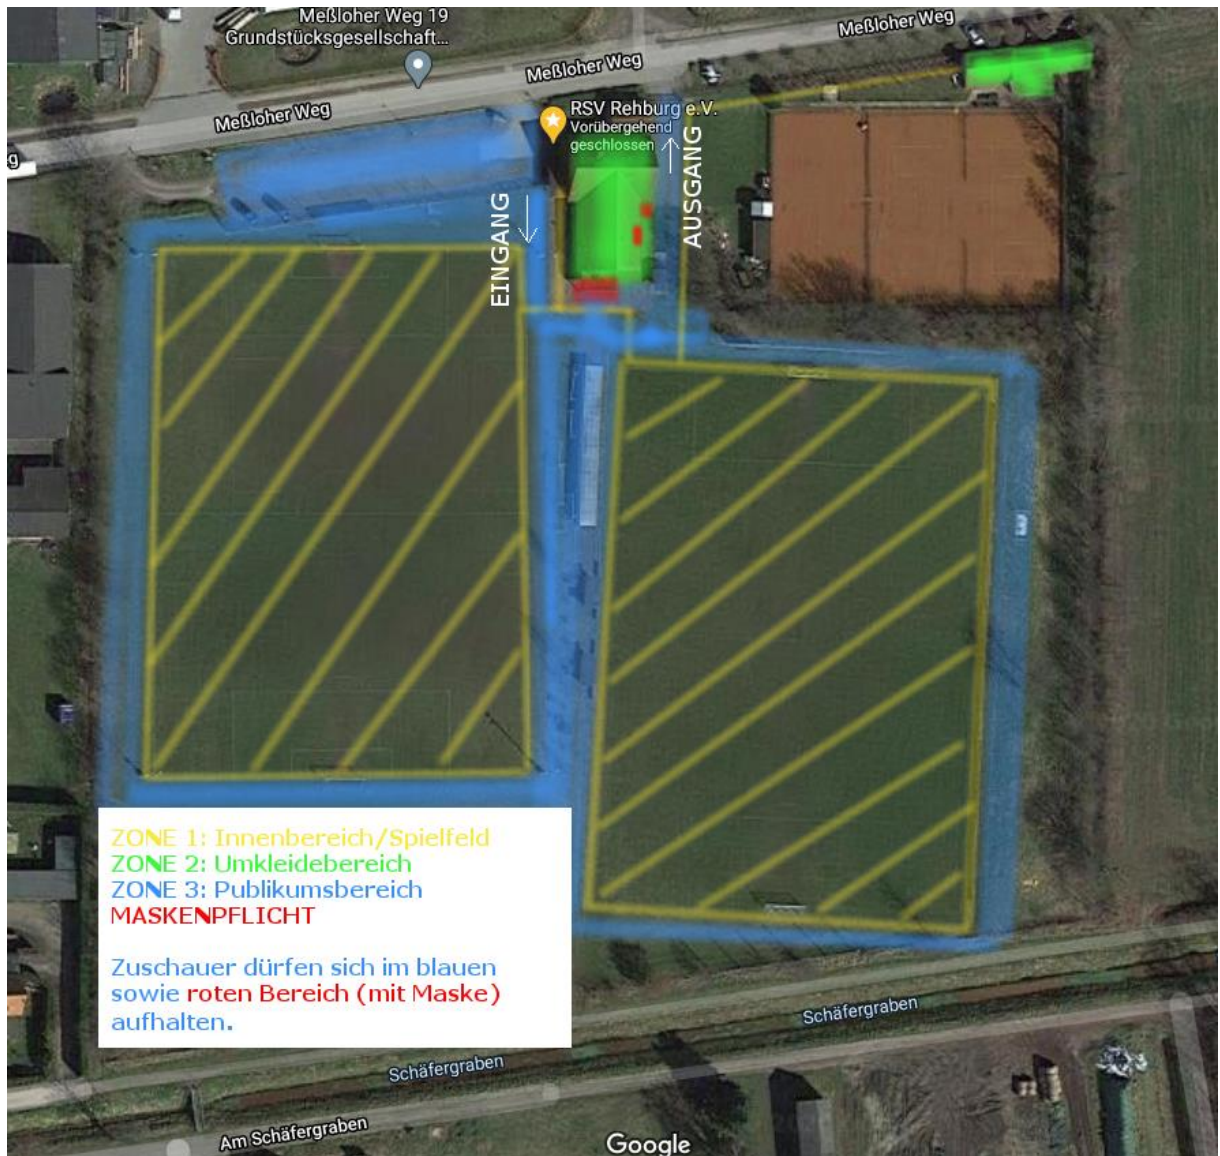 Meßloher Weg 19
Grundstücksgesellschaft...
Meßloher Weg
Meßloher Weg
Meßloher Weg
RSV Rehburg e.V.
Vorübergehend
geschlossen
g
EINGANG
AUSGANG
ZONE 1: Innenbereich/Spielfeld
ZONE 2: Umkleidebereich
ZONE 3: Publikumsbereich
MASKENPFLICHT
Zuschauer dürfen sich im blauen
sowie roten Bereich (mit Maske)
aufhalten.
Schäfergraben
Schäfergraben
Am Schäfergraben
Google